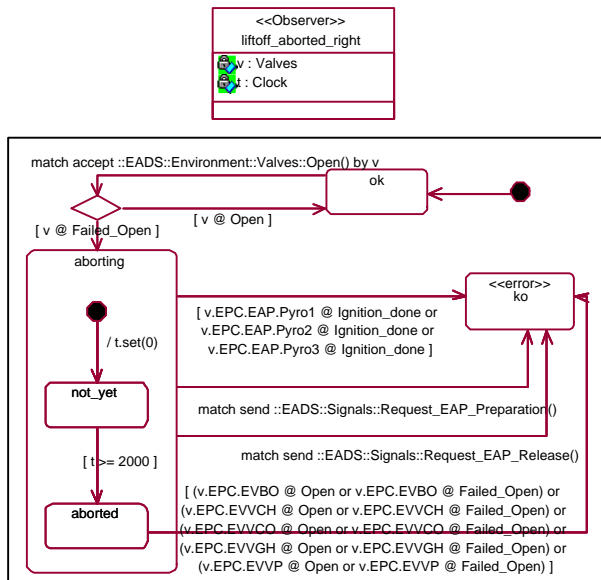 <<Observer>>
liftoff_aborted_right
v : Valves
t : Clock
match accept ::EADS::Environment::Valves::Open() by v
ok
[ v @ Open ]
[ v @ Failed_Open ]
aborting
<<error>>
ko
[ v.EPC.EAP.Pyro1 @ Ignition_done or
v.EPC.EAP.Pyro2 @ Ignition_done or
v.EPC.EAP.Pyro3 @ Ignition_done ]
/ t.set(0)
not_yet
match send ::EADS::Signals::Request_EAP_Preparation()
match send ::EADS::Signals::Request_EAP_Release()
[ t >= 2000 ]
aborted
[ (v.EPC.EVBO @ Open or v.EPC.EVBO @ Failed_Open) or
(v.EPC.EVVCH @ Open or v.EPC.EVVCH @ Failed_Open) or
(v.EPC.EVVCO @ Open or v.EPC.EVVCO @ Failed_Open) or
(v.EPC.EVVGH @ Open or v.EPC.EVVGH @ Failed_Open) or
(v.EPC.EVVP @ Open or v.EPC.EVVP @ Failed_Open) ]